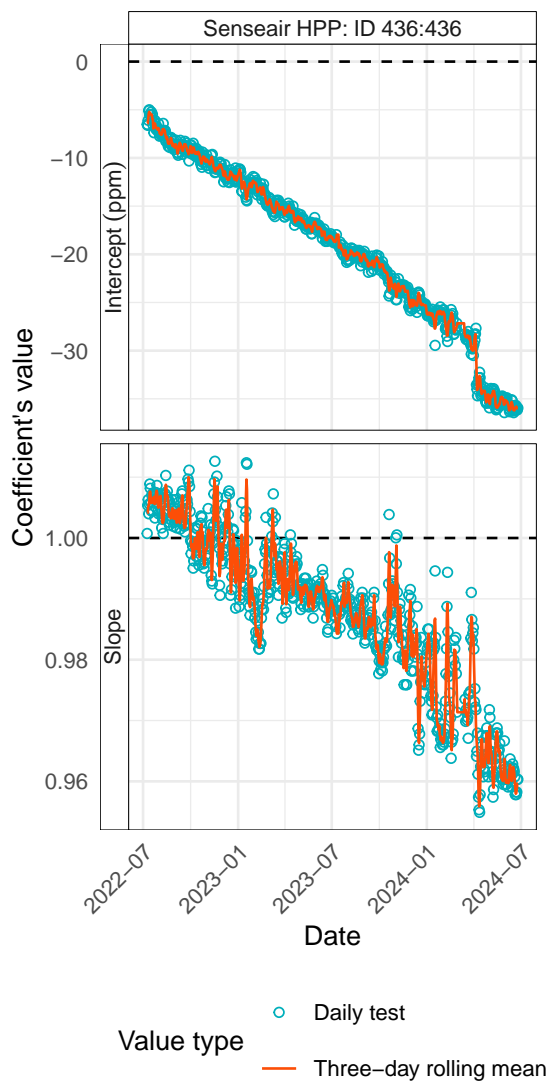 Senseair HPP: ID 436:436
Coefficient's value
Intercept (ppm)
0
−10
−20
−30
Slope
1.00
0.98
0.96
2022−07
2023−01
2023−07
2024−01
2024−07
Date
Value type
Daily test
Three−day rolling mean